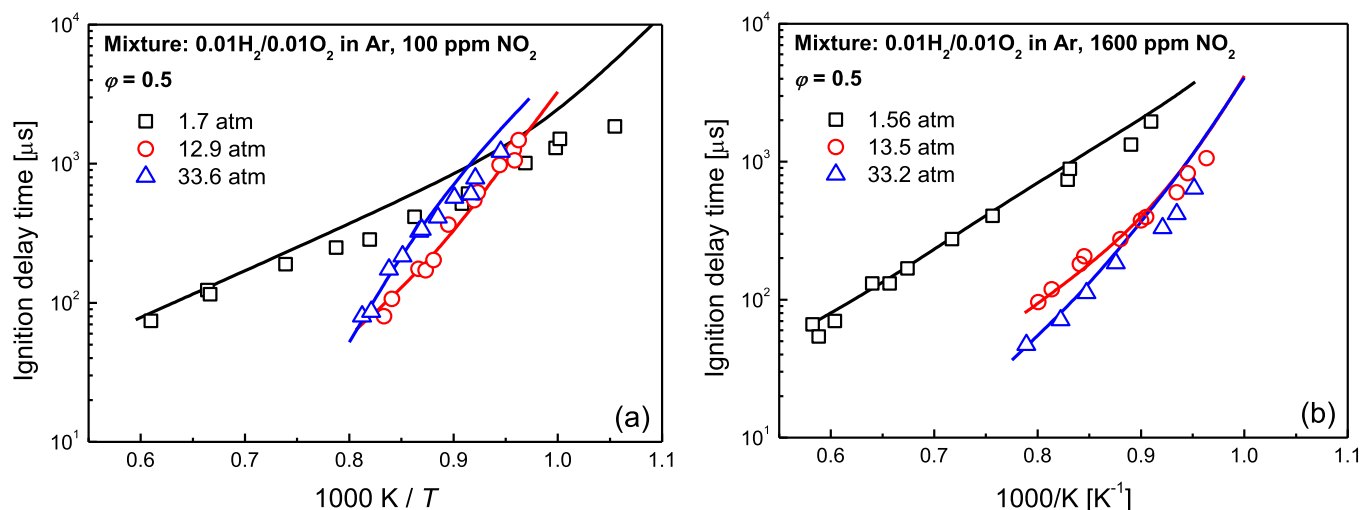 Mixture: 0.01H₂/0.01O₂ in Ar, 100 ppm NO₂
φ = 0.5
1.7 atm
12.9 atm
33.6 atm
(a)
Ignition delay time [μs]
10⁴
10³
10²
10¹
0.6 0.7 0.8 0.9 1.0 1.1
1000 K / T
Mixture: 0.01H₂/0.01O₂ in Ar, 1600 ppm NO₂
φ = 0.5
1.56 atm
13.5 atm
33.2 atm
(b)
Ignition delay time [μs]
10⁴
10³
10²
10¹
0.6 0.7 0.8 0.9 1.0 1.1
1000/K [K⁻¹]